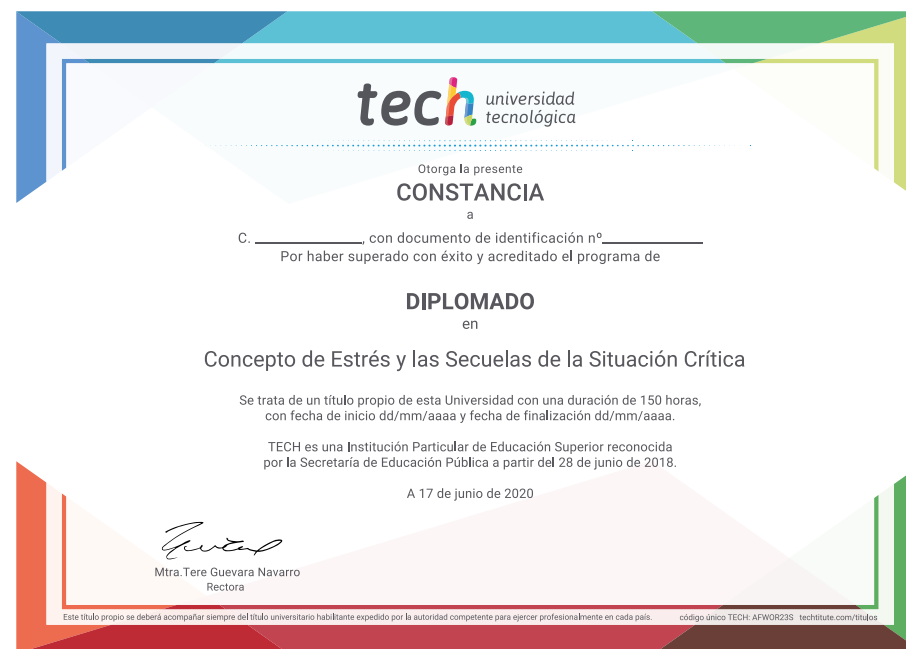 tech universidad
tecnológica
Otorga la presente
CONSTANCIA
a
C. ____________, con documento de identificación nº____________
Por haber superado con éxito y acreditado el programa de
DIPLOMADO
en
Concepto de Estrés y las Secuelas de la Situación Crítica
Se trata de un título propio de esta Universidad con una duración de 150 horas,
con fecha de inicio dd/mm/aaaa y fecha de finalización dd/mm/aaaa.
TECH es una Institución Particular de Educación Superior reconocida
por la Secretaría de Educación Pública a partir del 28 de junio de 2018.
A 17 de junio de 2020
Mtra.Tere Guevara Navarro
Rectora
Este título propio se deberá acompañar siempre del título universitario habilitante expedido por la autoridad competente para ejercer profesionalmente en cada país. código único TECH: AFWOR23S techtitute.com/titulos